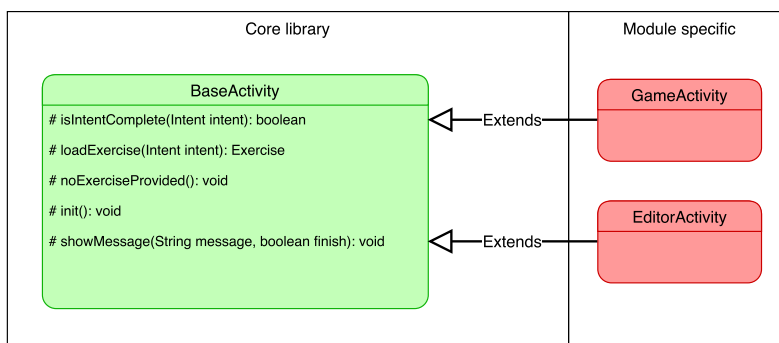 Core library
Module specific
BaseActivity
# isIntentComplete(Intent intent): boolean
# loadExercise(Intent intent): Exercise
# noExerciseProvided(): void
# init(): void
# showMessage(String message, boolean finish): void
Extends
GameActivity
Extends
EditorActivity